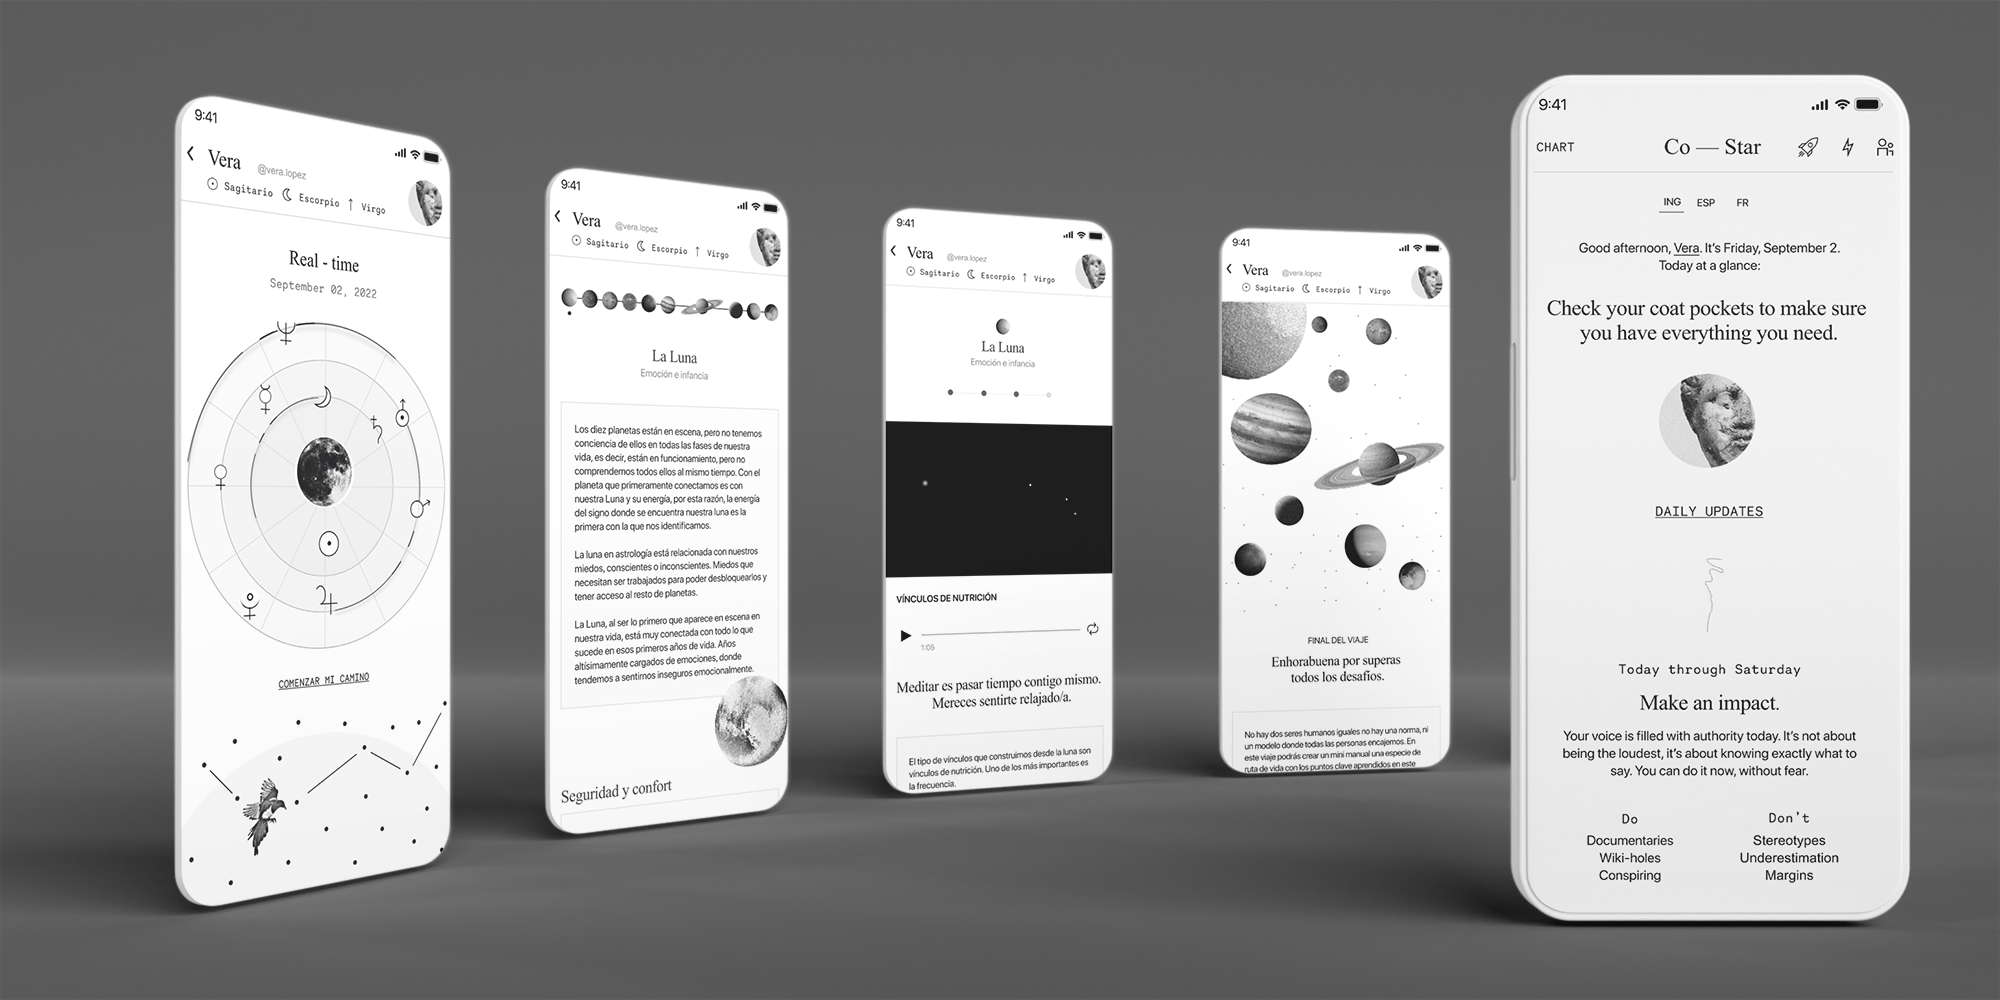 9:41
Vera @vera.lopez
Sagitario Escorpio Virgo
Real - time
September 02, 2022
COMENZAR MI CAMINO
9:41
Vera @vera.lopez
Sagitario Escorpio Virgo
La Luna
Emoción e infancia
Los diez planetas están en escena, pero no tenemos
conciencia de ellos en todas las fases de nuestra
vida, es decir, están en funcionamiento, pero no
comprendemos todos ellos al mismo tiempo. Con el
planeta que primeramente conectamos es con
nuestra Luna y su energía, por esta razón, la energía
del signo donde se encuentra nuestra luna es la
primera con la que nos identificamos.
La luna en astrología está relacionada con nuestros
miedos, conscientes o inconscientes. Miedos que
necesitan ser trabajados para poder desbloquearlos y
tener acceso al resto de planetas.
La Luna, al ser lo primero que aparece en escena en
nuestra vida, está muy conectada con todo lo que
sucede en esos primeros años de vida. Años
altísimamente cargados de emociones, donde
tendemos a sentirnos inseguros emocionalmente.
Seguridad y confort
9:41
Vera @vera.lopez
Sagitario Escorpio Virgo
La Luna
Emoción e infancia
VÍNCULOS DE NUTRICIÓN
1:05
Meditar es pasar tiempo contigo mismo.
Mereces sentirte relajado/a.
El tipo de vínculos que construimos desde la luna son
vínculos de nutrición. Uno de los más importantes es
la frecuencia.
9:41
Vera @vera.lopez
Sagitario Escorpio Virgo
FINAL DEL VIAJE
Enhorabuena por superas
todos los desafíos.
No hay dos seres humanos iguales no hay una norma, ni
un modelo donde todas las personas encajemos. En
este viaje podrás crear un mini manual una especie de
ruta de vida con los puntos clave aprendidos en este
9:41
CHART Co — Star
ING ESP FR
Good afternoon, Vera. It's Friday, September 2.
Today at a glance:
Check your coat pockets to make sure
you have everything you need.
DAILY UPDATES
Today through Saturday
Make an impact.
Your voice is filled with authority today. It's not about
being the loudest, it's about knowing exactly what to
say. You can do it now, without fear.
Do
Documentaries
Wiki-holes
Conspiring
Don't
Stereotypes
Underestimation
Margins